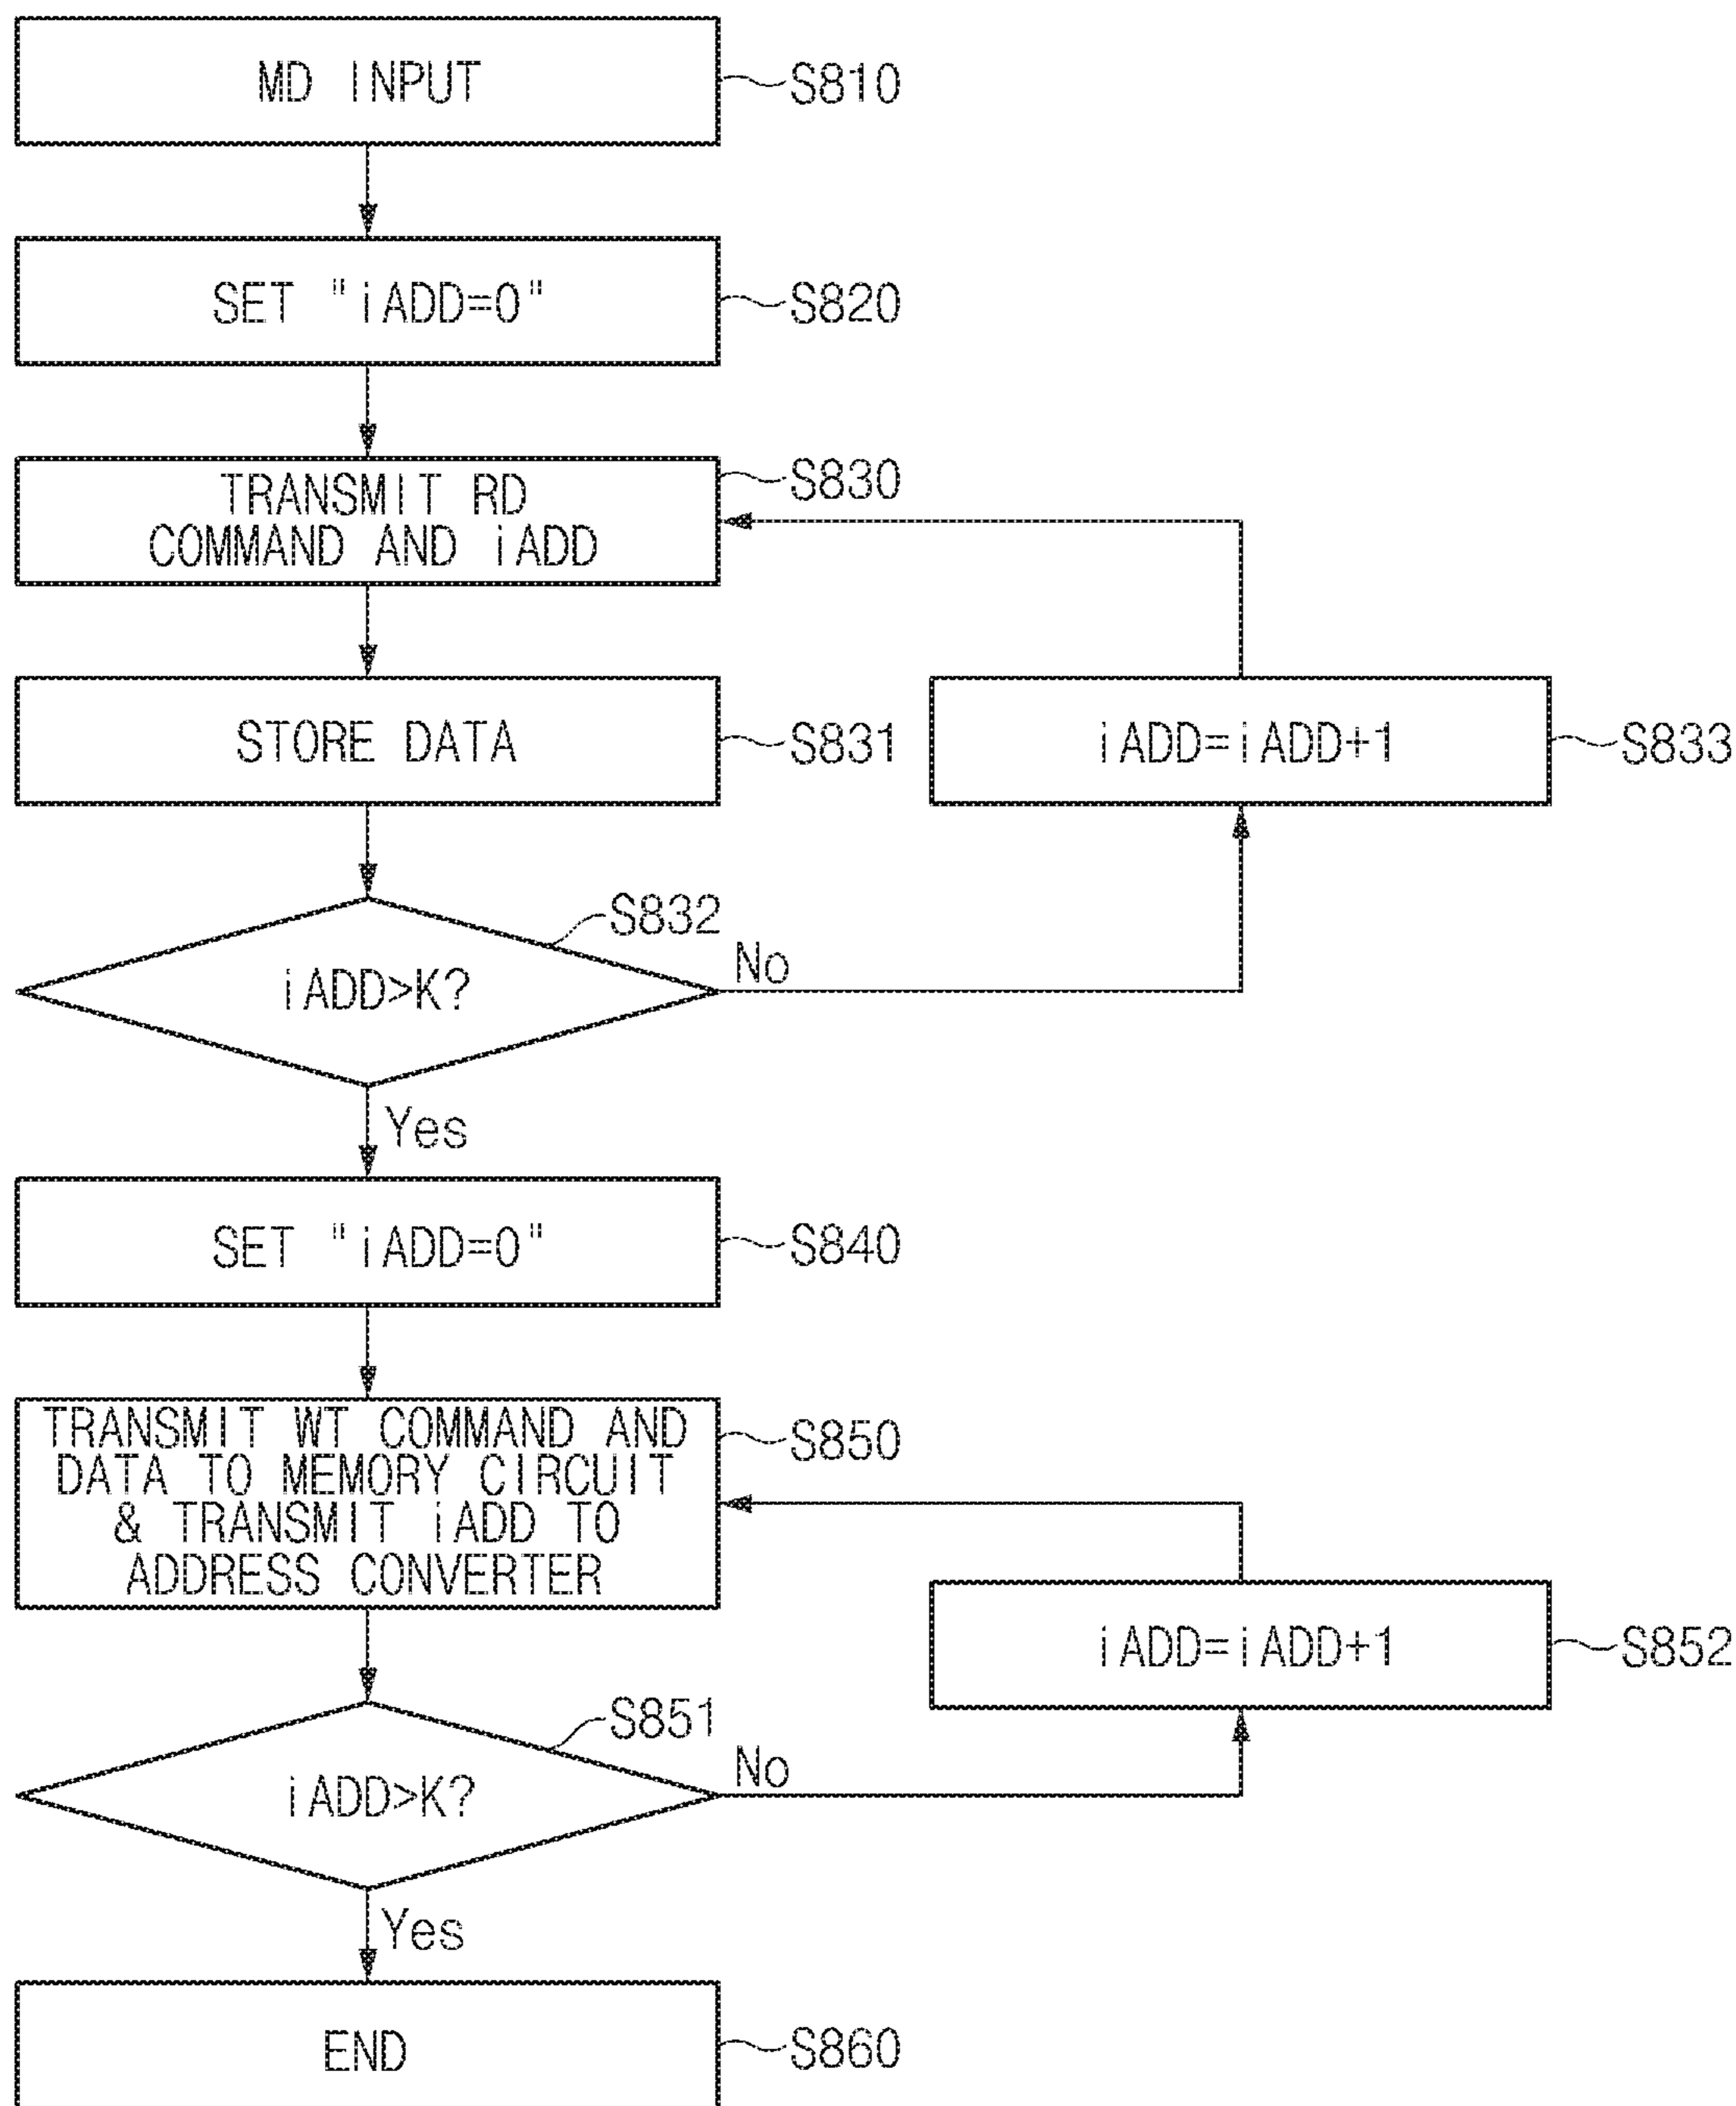 MD INPUT
S810
SET "iADD=0"
S820
TRANSMIT RD
COMMAND AND iADD
S830
STORE DATA
S831
iADD=iADD+1
S833
S832
iADD>K?
No
Yes
SET "iADD=0"
S840
TRANSMIT WT COMMAND AND
DATA TO MEMORY CIRCUIT
& TRANSMIT iADD TO
ADDRESS CONVERTER
S850
iADD=iADD+1
S852
S851
iADD>K?
No
Yes
END
S860